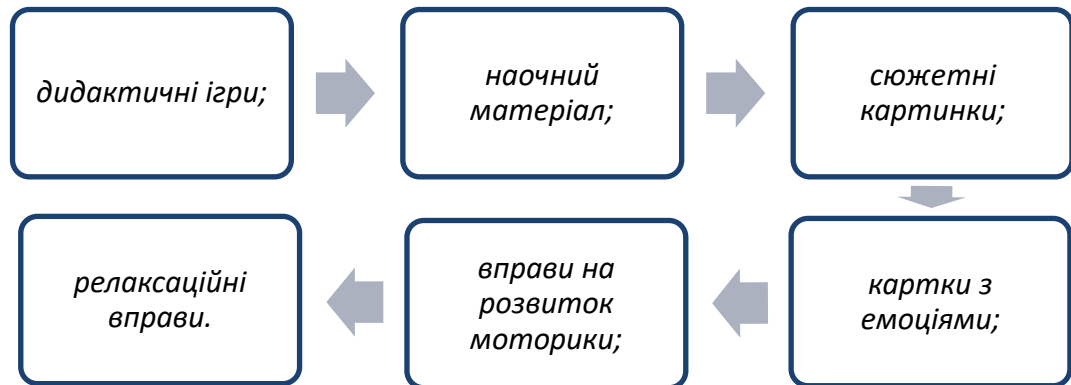 дидактичні ігри;
наочний
матеріал;
сюжетні
картинки;
картки з
емоціями;
вправи на
розвиток
моторики;
релаксаційні
вправи.